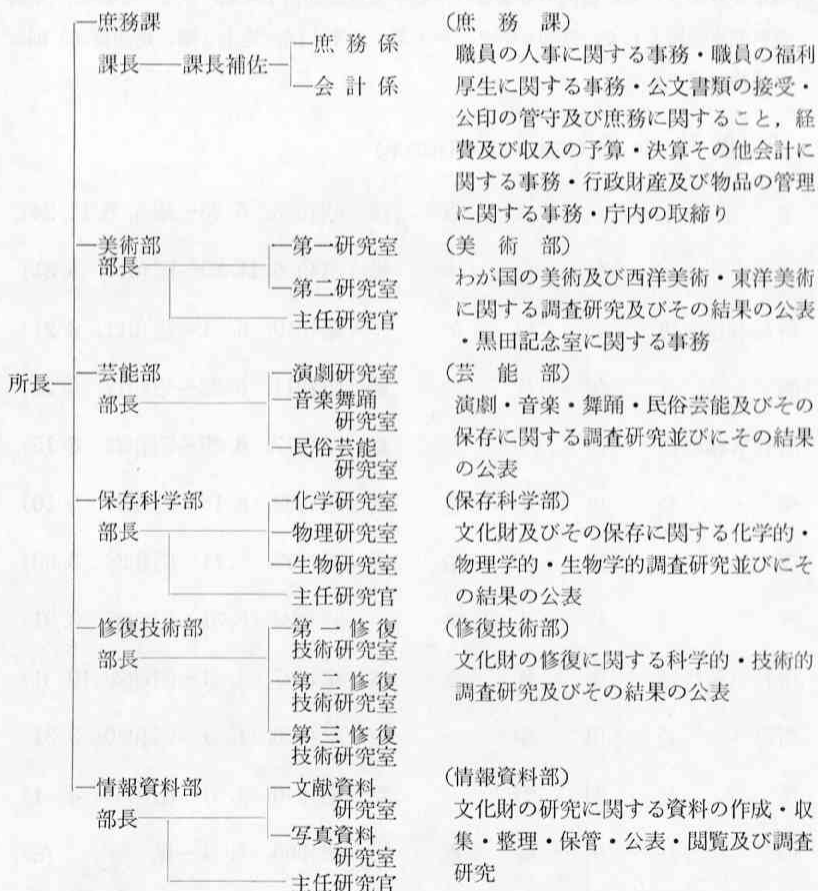 庶務課
課長 課長補佐
庶務係
会計係
(庶務課)
職員の人事に関する事務・職員の福利
厚生に関する事務・公文書類の接受・
公印の管守及び庶務に関すること,経
費及び収入の予算・決算その他会計に
関する事務・行政財産及び物品の管理
に関する事務・庁内の取締り
美術部
部長
第一研究室
第二研究室
主任研究官
(美術部)
わが国の美術及び西洋美術・東洋美術
に関する調査研究及びその結果の公表
・黒田記念室に関する事務
所長
芸能部
部長
演劇研究室
音楽舞踊
研究室
民俗芸能
研究室
(芸能部)
演劇・音楽・舞踊・民俗芸能及びその
保存に関する調査研究並びにその結果
の公表
保存科学部
部長
化学研究室
物理研究室
生物研究室
主任研究官
(保存科学部)
文化財及びその保存に関する化学的・
物理学的・生物学的調査研究並びにそ
の結果の公表
修復技術部
部長
第一修復
技術研究室
第二修復
技術研究室
第三修復
技術研究室
(修復技術部)
文化財の修復に関する科学的・技術的
調査研究及びその結果の公表
情報資料部
部長
文献資料
研究室
写真資料
研究室
主任研究官
(情報資料部)
文化財の研究に関する資料の作成・収
集・整理・保管・公表・閲覧及び調査
研究